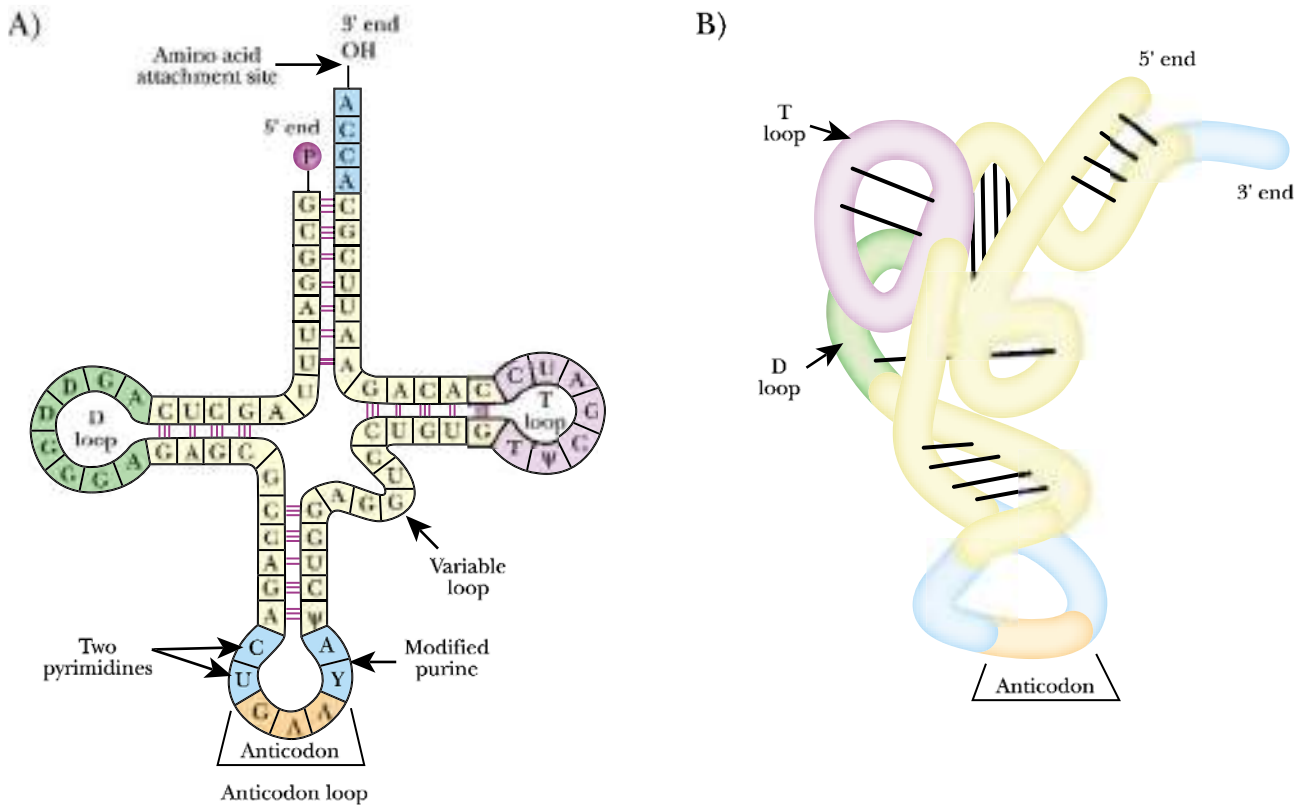 A)
3' end
OH
Amino acid
attachment site
5' end
P
A
C
C
A
G C
C G
G C
G U
A U
U A
U A
U
D G A
D
G
G G A
D
loop
C U C G A
G A G C
G A C A C
C U G U G
C U A G
T Ψ C
T
loop
G
U
G
G
A
G
C G
C C
A U
G C
A Ψ
C A
U Y
G A A
Variable
loop
Two
pyrimidines
Modified
purine
Anticodon
Anticodon loop
B)
5' end
T
loop
3' end
D
loop
Anticodon